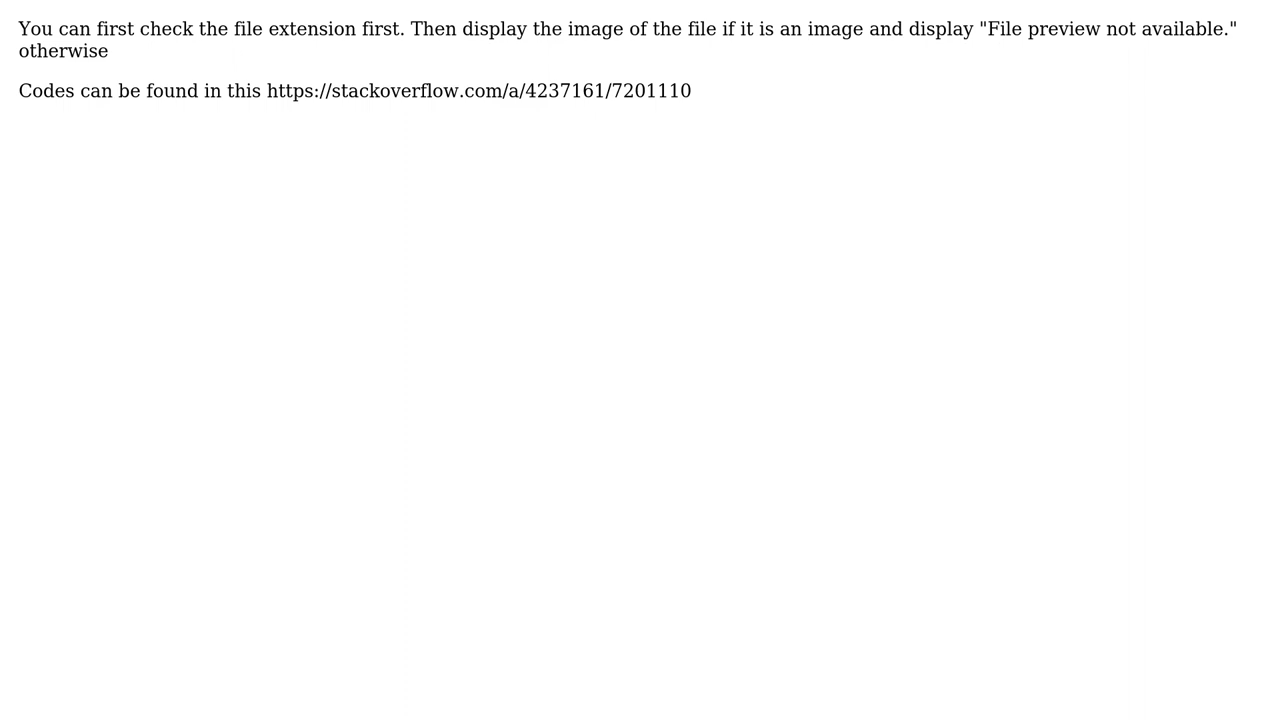 You can first check the file extension first. Then display the image of the file if it is an image and display "File preview not available."
otherwise
Codes can be found in this https://stackoverflow.com/a/4237161/7201110